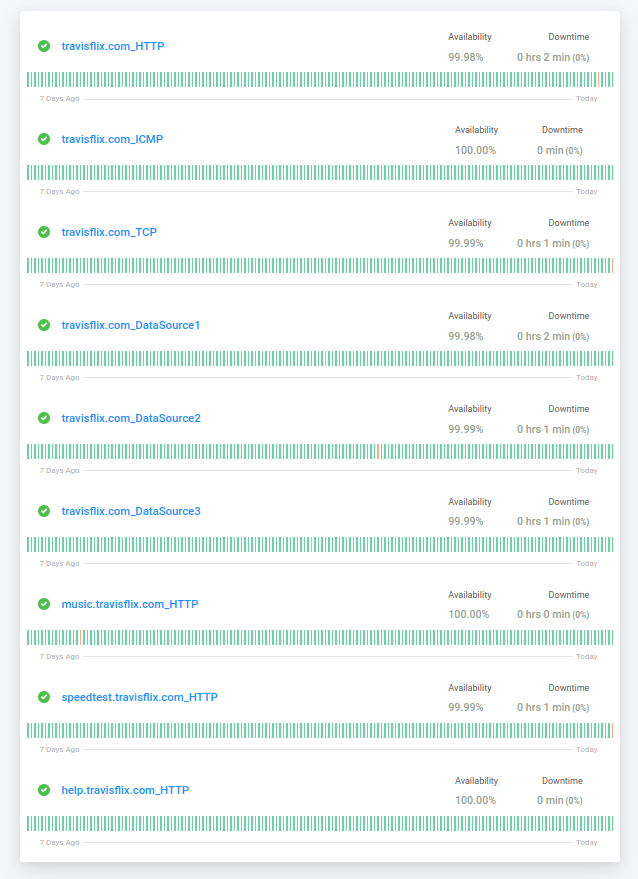 Availability Downtime
travisflix.com_HTTP
99.98% 0 hrs 2 min (0%)
7 Days Ago Today
Availability Downtime
travisflix.com_ICMP
100.00% 0 min (0%)
7 Days Ago Today
Availability Downtime
travisflix.com_TCP
99.99% 0 hrs 1 min (0%)
7 Days Ago Today
Availability Downtime
travisflix.com_DataSource1
99.98% 0 hrs 2 min (0%)
7 Days Ago Today
Availability Downtime
travisflix.com_DataSource2
99.99% 0 hrs 1 min (0%)
7 Days Ago Today
Availability Downtime
travisflix.com_DataSource3
99.99% 0 hrs 1 min (0%)
7 Days Ago Today
Availability Downtime
music.travisflix.com_HTTP
100.00% 0 hrs 0 min (0%)
7 Days Ago Today
Availability Downtime
speedtest.travisflix.com_HTTP
99.99% 0 hrs 1 min (0%)
7 Days Ago Today
Availability Downtime
help.travisflix.com_HTTP
100.00% 0 min (0%)
7 Days Ago Today